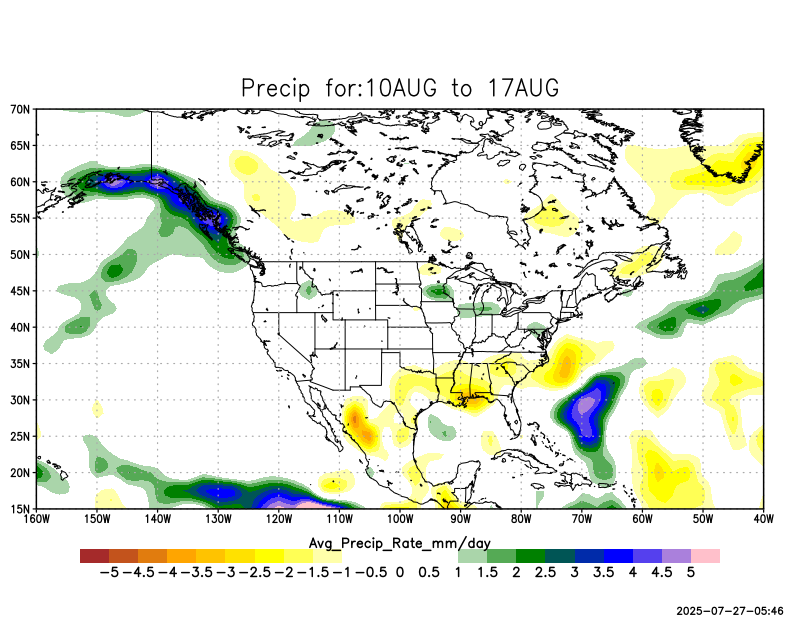 Precip for:10AUG to 17AUG
70N
65N
60N
55N
50N
45N
40N
35N
30N
25N
20N
15N
160W 150W 140W 130W 120W 110W 100W 90W 80W 70W 60W 50W 40W
Avg_Precip_Rate_mm/day
-5 -4.5 -4 -3.5 -3 -2.5 -2 -1.5 -1 -0.5 0 0.5 1 1.5 2 2.5 3 3.5 4 4.5 5
2025-07-27-05:46